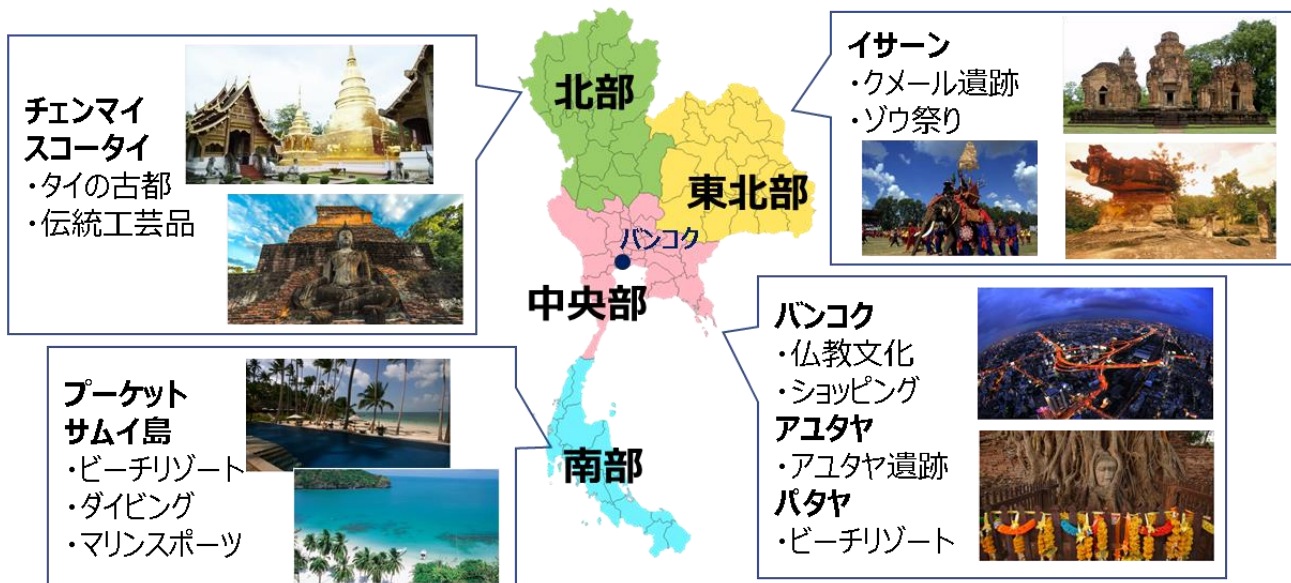 チェンマイ
スコータイ
・タイの古都
・伝統工芸品
北部
東北部
バンコク
中央部
南部
イサーン
・クメール遺跡
・ゾウ祭り
プーケット
サムイ島
・ビーチリゾート
・ダイビング
・マリンスポーツ
バンコク
・仏教文化
・ショッピング
アユタヤ
・アユタヤ遺跡
パタヤ
・ビーチリゾート